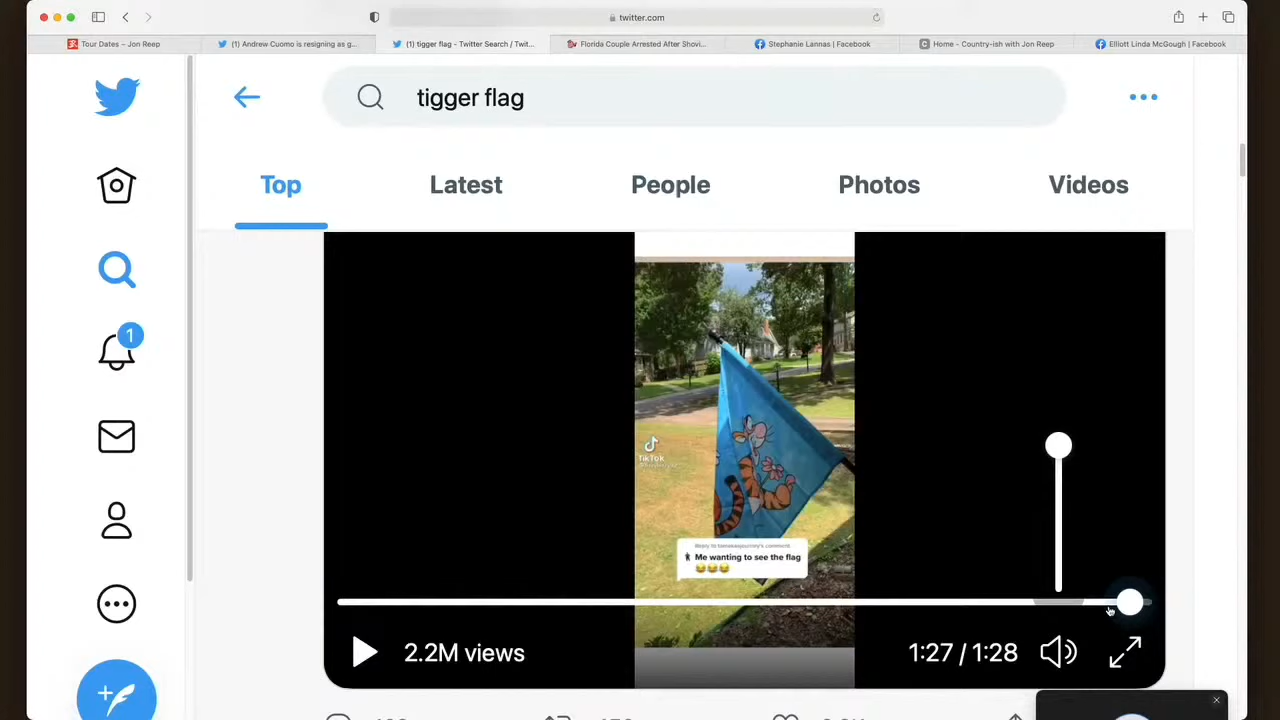 twitter.com
Tour Dates – Jon Reep
(1) Andrew Cuomo is resigning as g...
(1) tigger flag - Twitter Search / Twit...
Florida Couple Arrested After Shovi...
Stephanie Lannas | Facebook
Home - Country-ish with Jon Reep
Elliott Linda McGough | Facebook
tigger flag
Top
Latest
People
Photos
Videos
1
TikTok
Me wanting to see the flag
😂😂😂
2.2M views
1:27 / 1:28